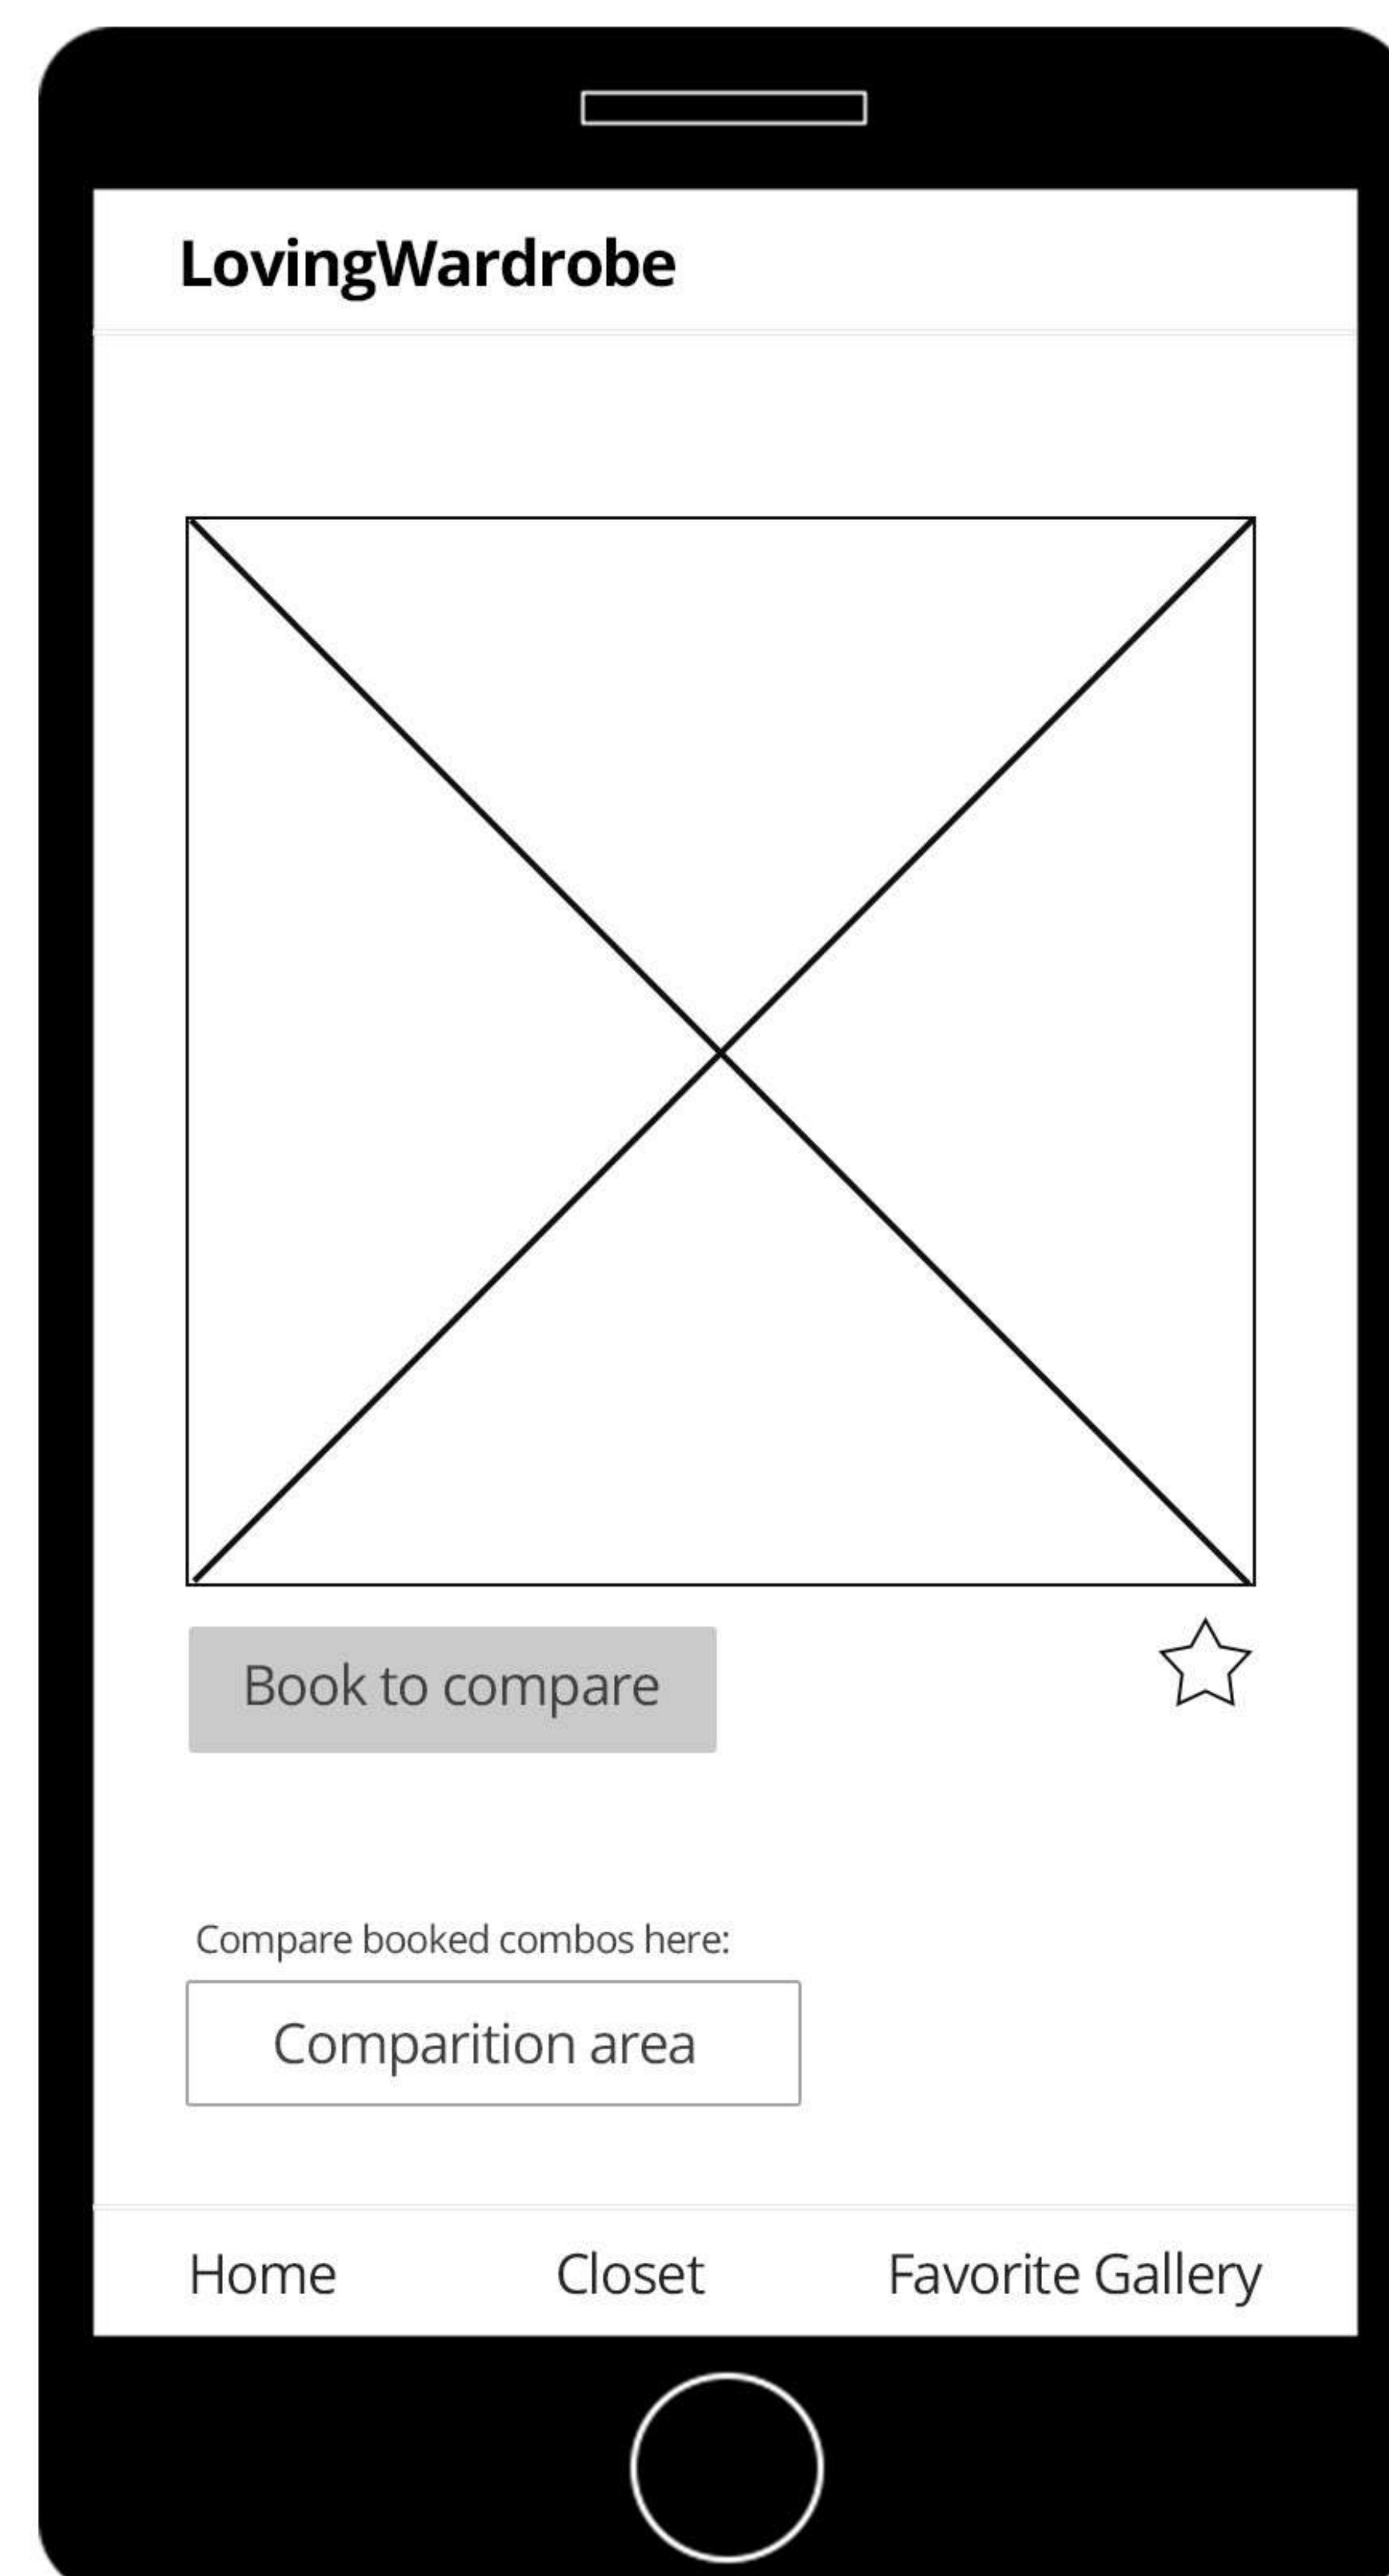 LovingWardrobe
Book to compare
Compare booked combos here:
Comparition area
Home Closet Favorite Gallery